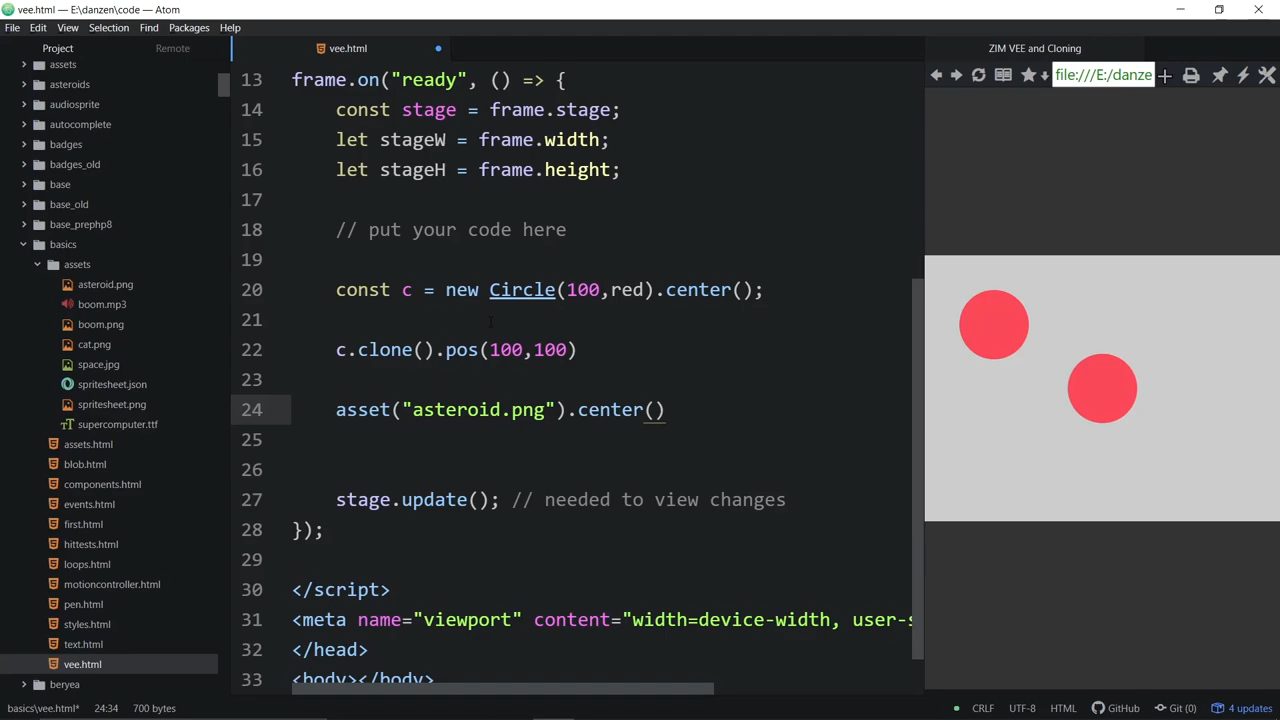 vee.html — E:\danzen\code — Atom
File Edit View Selection Find Packages Help
Project Remote
assets
asteroids
audiosprite
autocomplete
badges
badges_old
base
base_old
base_prephp8
basics
assets
asteroid.png
boom.mp3
boom.png
cat.png
space.jpg
spritesheet.json
spritesheet.png
supercomputer.ttf
assets.html
blob.html
components.html
events.html
first.html
hittests.html
loops.html
motioncontroller.html
pen.html
styles.html
text.html
vee.html
beryea
vee.html
13 frame.on("ready", () => {
14 const stage = frame.stage;
15 let stageW = frame.width;
16 let stageH = frame.height;
17
18 // put your code here
19
20 const c = new Circle(100,red).center();
21
22 c.clone().pos(100,100)
23
24 asset("asteroid.png").center()
25
26
27 stage.update(); // needed to view changes
28 });
29
30 </script>
31 <meta name="viewport" content="width=device-width, user-s
32 </head>
33 <body></body>
ZIM VEE and Cloning
file:///E:/danze
basics\vee.html* 24:34 700 bytes
CRLF UTF-8 HTML GitHub Git (0) 4 updates